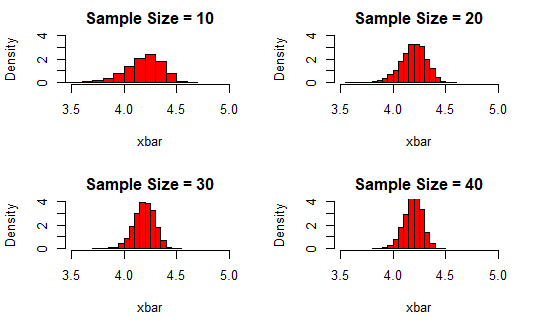 Sample Size = 10
Density
0 2 4
3.5 4.0 4.5 5.0
xbar
Sample Size = 20
Density
0 2 4
3.5 4.0 4.5 5.0
xbar
Sample Size = 30
Density
0 2 4
3.5 4.0 4.5 5.0
xbar
Sample Size = 40
Density
0 2 4
3.5 4.0 4.5 5.0
xbar